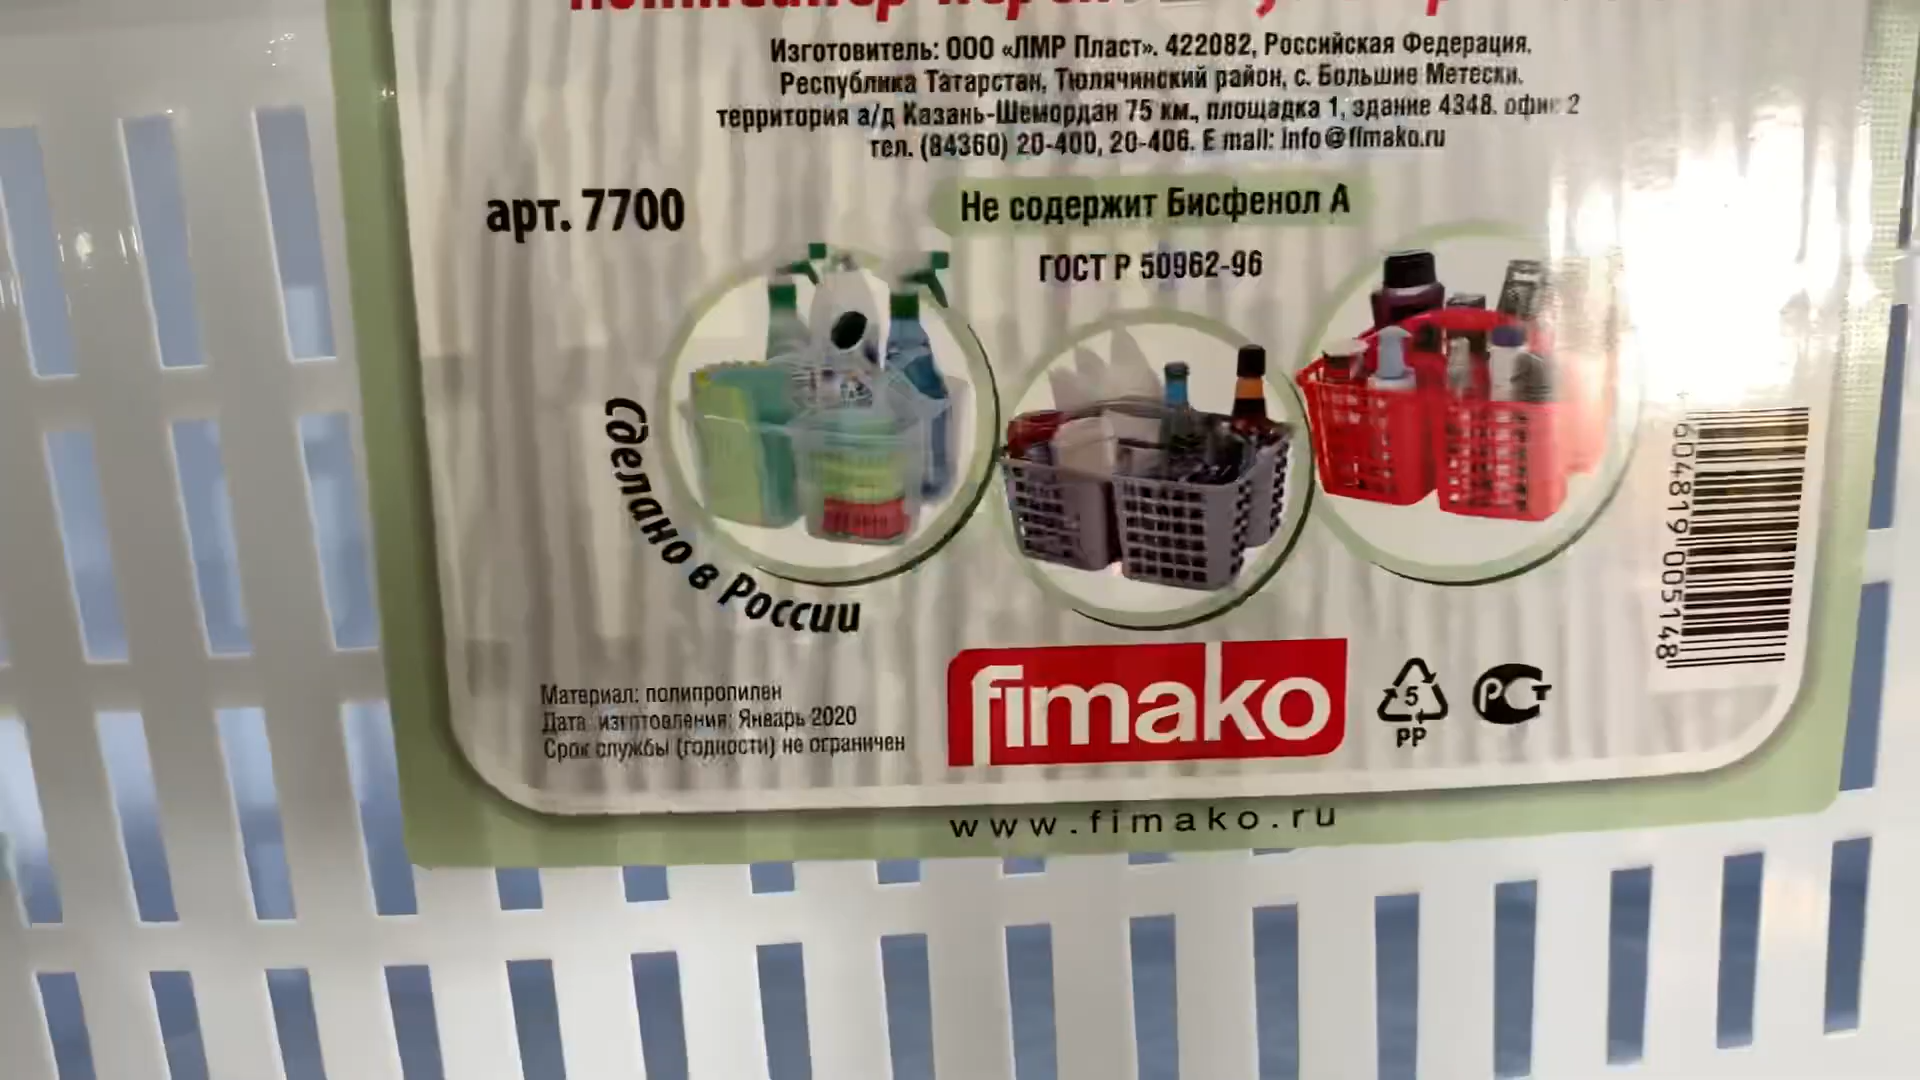 Изготовитель: ООО «ЛМР Пласт». 422082, Российская Федерация,
Республика Татарстан, Тюлячинский район, с. Большие Метески,
территория а/д Казань-Шемордан 75 км., площадка 1, здание 4348. офис 2
тел. (84360) 20-400, 20-406. E mail: info@fimako.ru
арт. 7700
Не содержит Бисфенол А
ГОСТ Р 50962-96
Сделано в России
604819 005148
Материал: полипропилен
Дата изготовления: Январь 2020
Срок службы (годности) не ограничен
fimako
5
PP
РСТ
www.fimako.ru